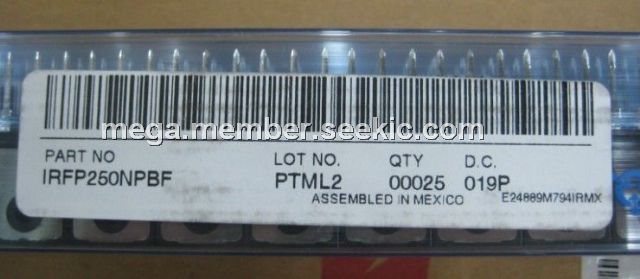 mega.member.seekic.com
PART NO LOT NO. QTY D.C.
IRFP250NPBF PTML2 00025 019P
ASSEMBLED IN MEXICO E24889M794IRMX